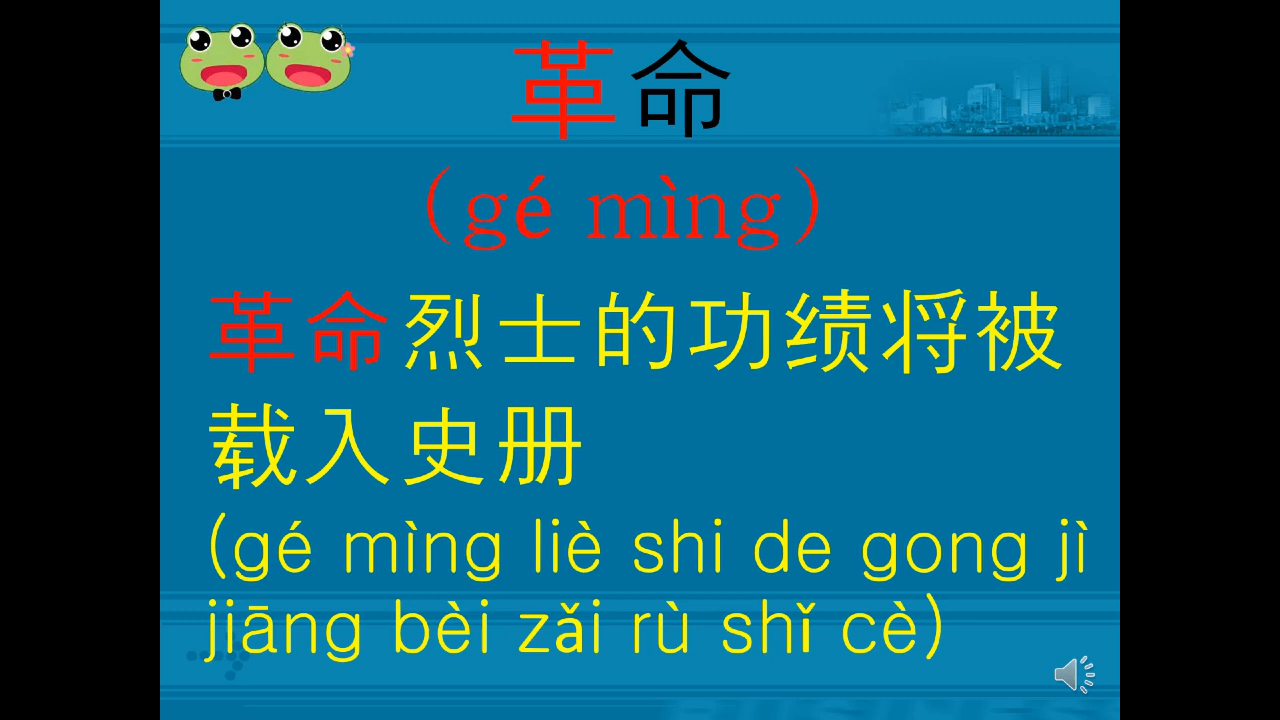 革命
（gé mìng）
革命烈士的功绩将被
载入史册
(gé mìng liè shi de gong jì
jiāng bèi zǎi rù shǐ cè)